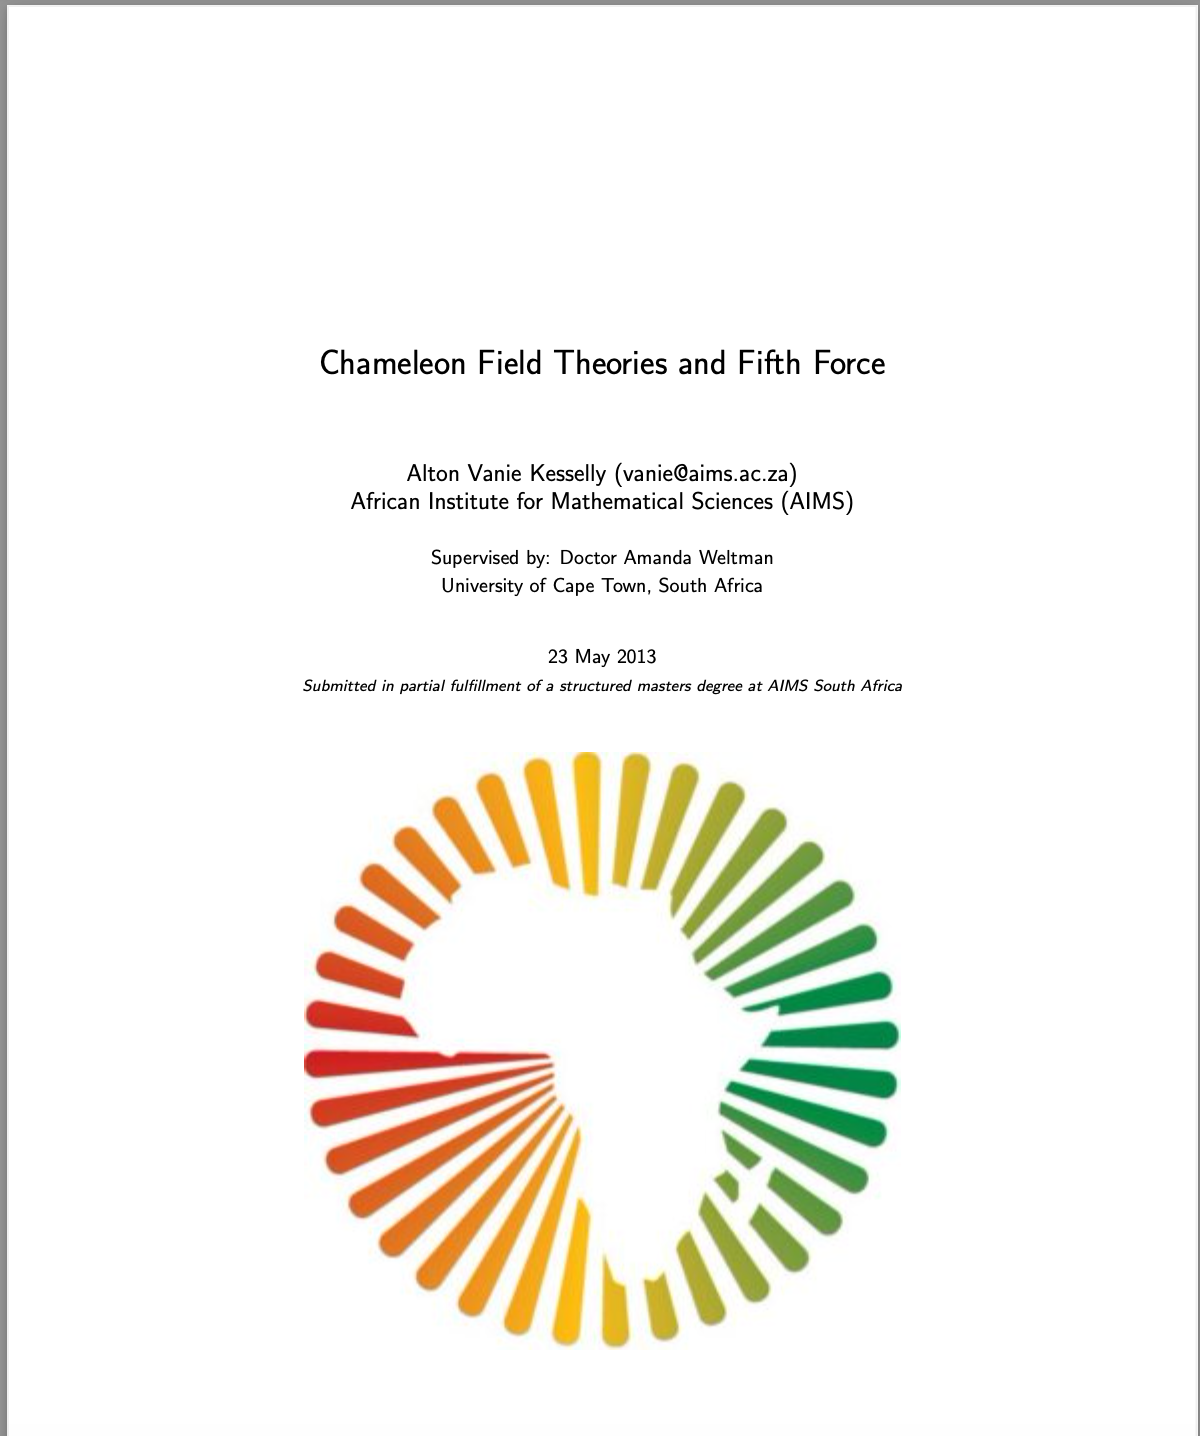 Chameleon Field Theories and Fifth Force
Alton Vanie Kesselly (vanie@aims.ac.za)
African Institute for Mathematical Sciences (AIMS)
Supervised by: Doctor Amanda Weltman
University of Cape Town, South Africa
23 May 2013
Submitted in partial fulfillment of a structured masters degree at AIMS South Africa